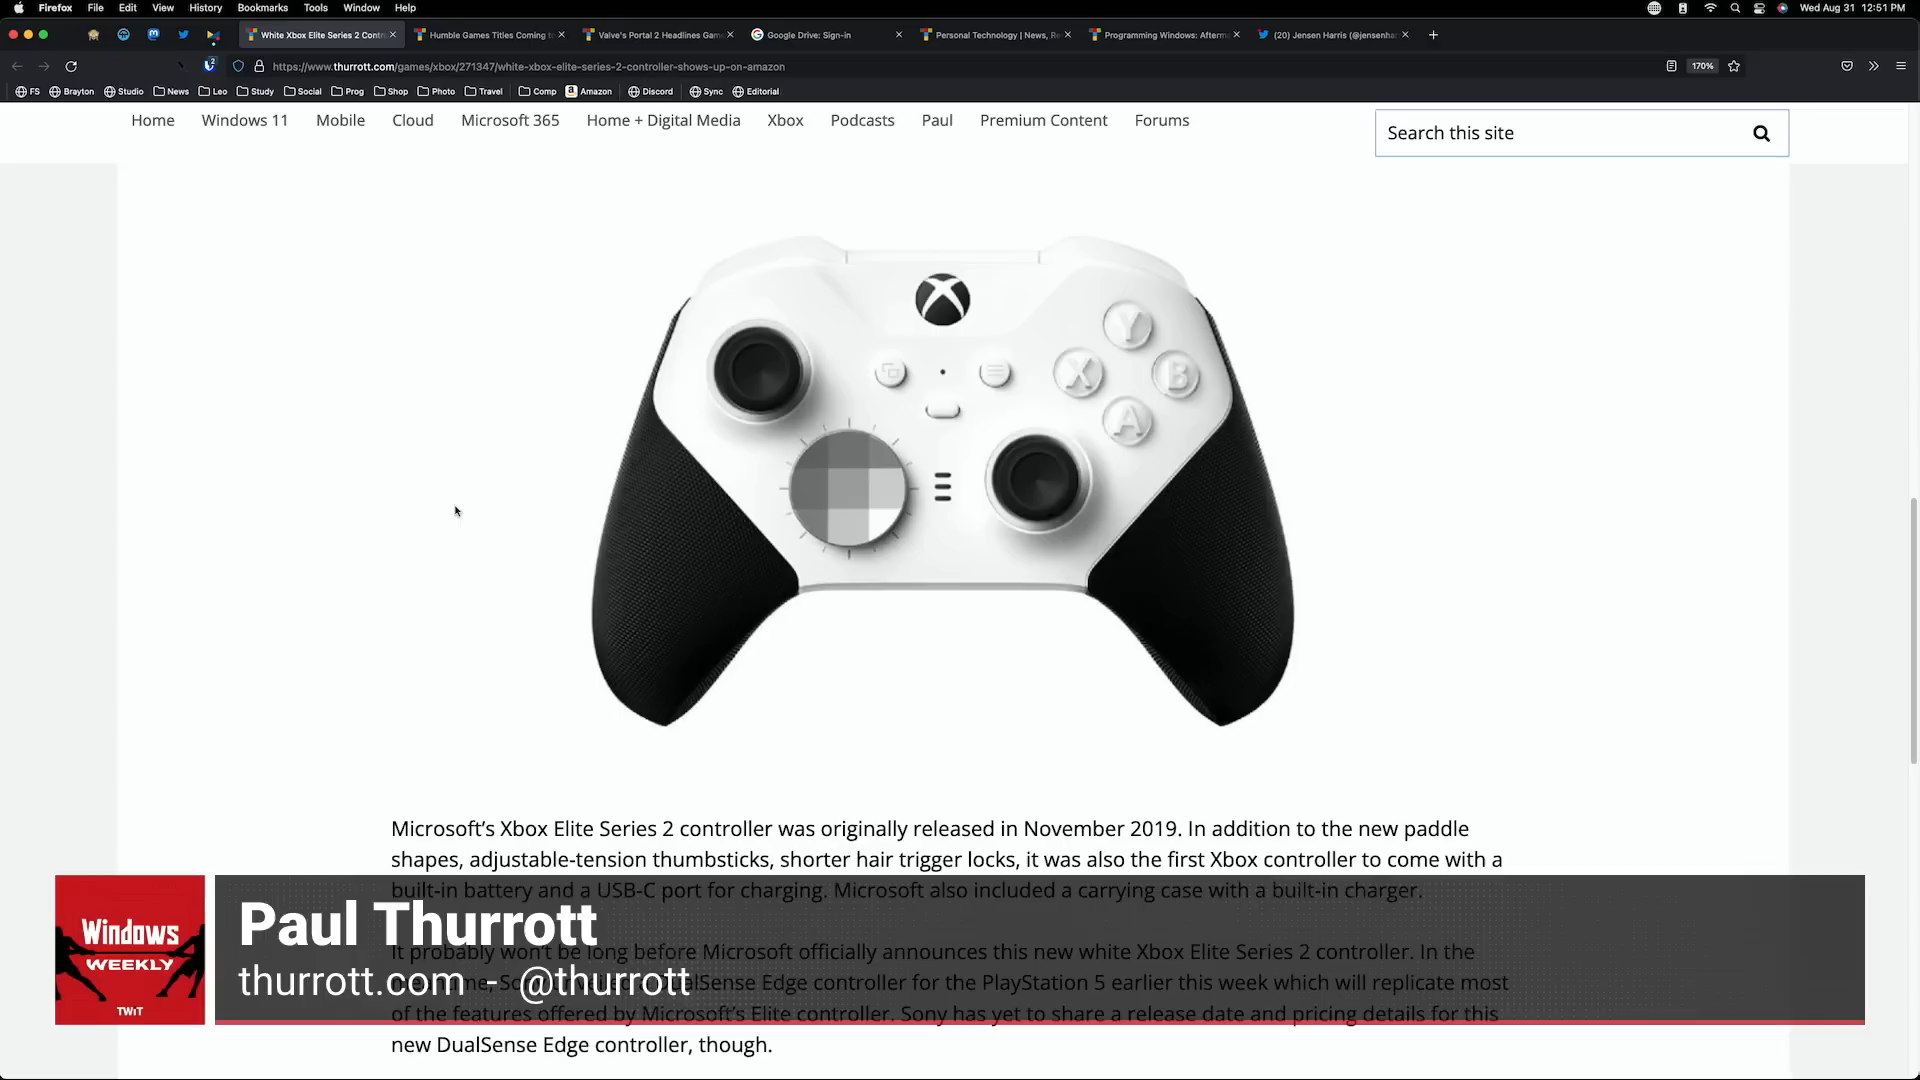 Firefox File Edit View History Bookmarks Tools Window Help
Wed Aug 31 12:51 PM
White Xbox Elite Series 2 Contr
Humble Games Titles Coming to
Valve's Portal 2 Headlines Gam
Google Drive: Sign-in
Personal Technology | News, Re
Programming Windows: Afterm
(20) Jensen Harris (@jensenha
https://www.thurrott.com/games/xbox/271347/white-xbox-elite-series-2-controller-shows-up-on-amazon
170%
FS Brayton Studio News Leo Study Social Prog Shop Photo Travel Comp Amazon Discord Sync Editorial
Home Windows 11 Mobile Cloud Microsoft 365 Home + Digital Media Xbox Podcasts Paul Premium Content Forums
Search this site
Y
X
B
A
Microsoft's Xbox Elite Series 2 controller was originally released in November 2019. In addition to the new paddle
shapes, adjustable-tension thumbsticks, shorter hair trigger locks, it was also the first Xbox controller to come with a
built-in battery and a USB-C port for charging. Microsoft also included a carrying case with a built-in charger.
It probably won't be long before Microsoft officially announces this new white Xbox Elite Series 2 controller. In the
DualSense Edge controller for the PlayStation 5 earlier this week which will replicate most
of the features offered by Microsoft's Elite controller. Sony has yet to share a release date and pricing details for this
new DualSense Edge controller, though.
Windows
WEEKLY
TWiT
Paul Thurrott
thurrott.com - @thurrott